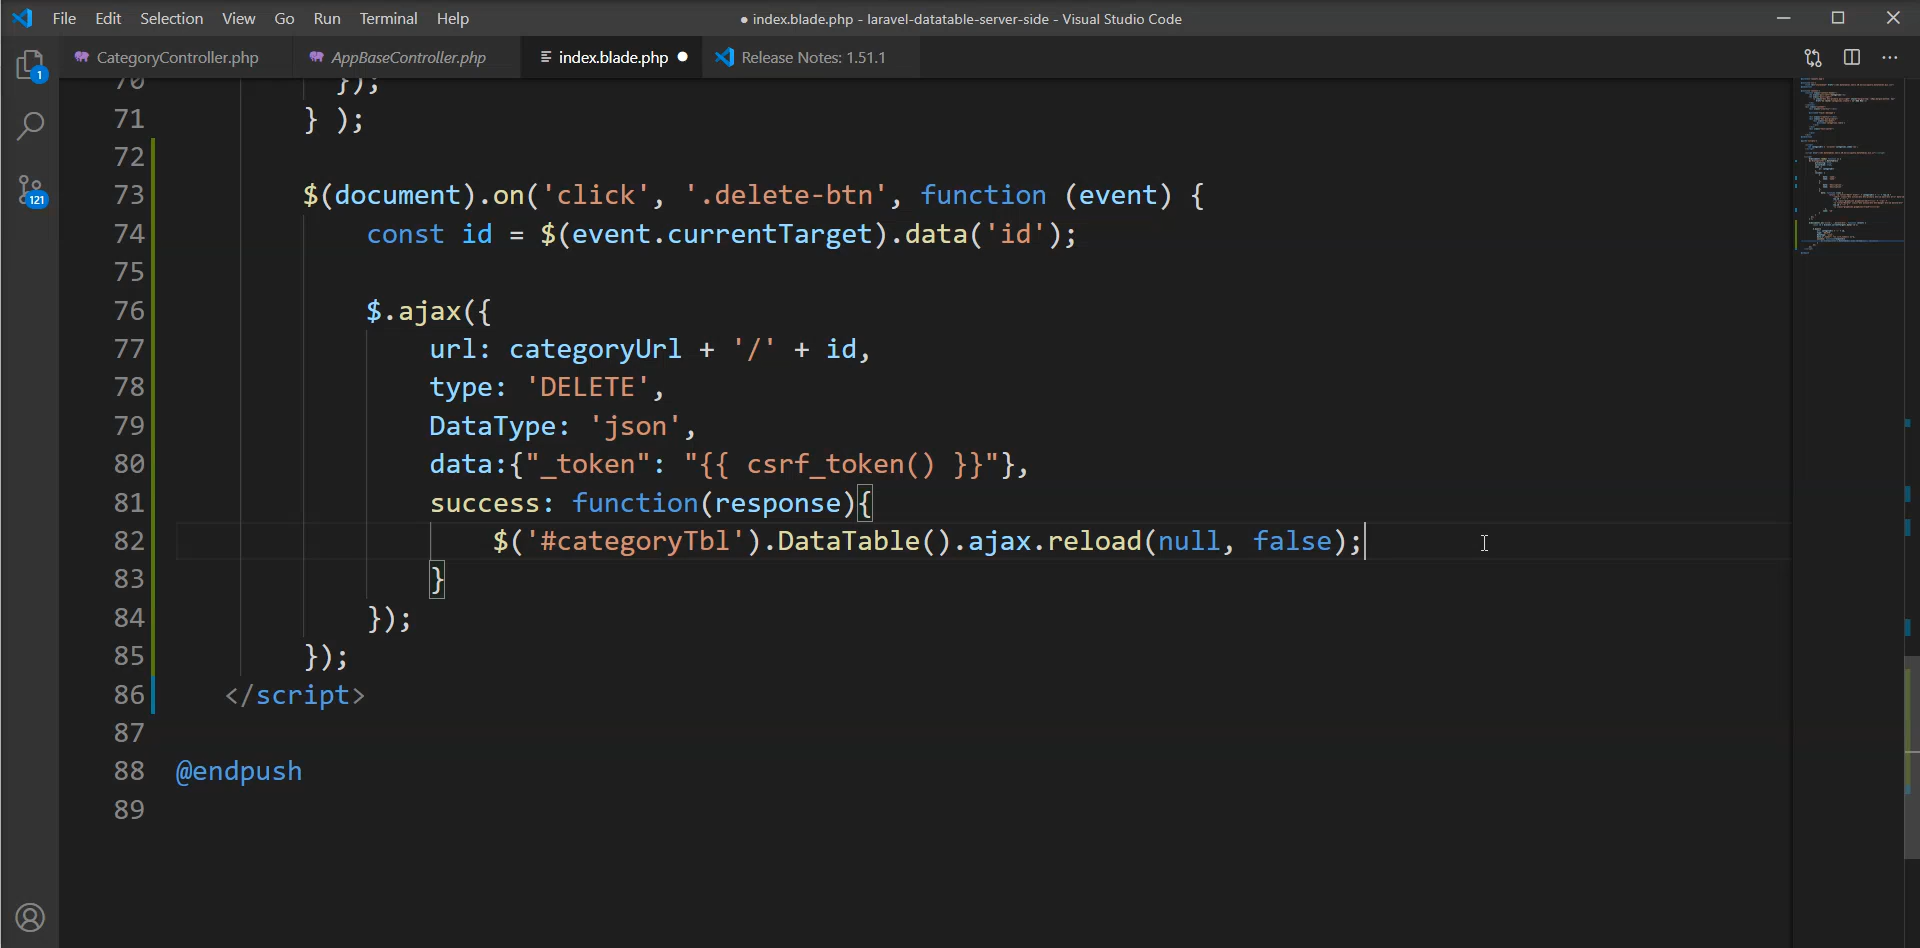 File Edit Selection View Go Run Terminal Help
● index.blade.php - laravel-datatable-server-side - Visual Studio Code
CategoryController.php AppBaseController.php index.blade.php ● Release Notes: 1.51.1
1
121
70 });
71 } );
72
73 $(document).on('click', '.delete-btn', function (event) {
74 const id = $(event.currentTarget).data('id');
75
76 $.ajax({
77 url: categoryUrl + '/' + id,
78 type: 'DELETE',
79 DataType: 'json',
80 data:{"_token": "{{ csrf_token() }}"},
81 success: function(response){
82 $('#categoryTbl').DataTable().ajax.reload(null, false);
83 }
84 });
85 });
86 </script>
87
88 @endpush
89